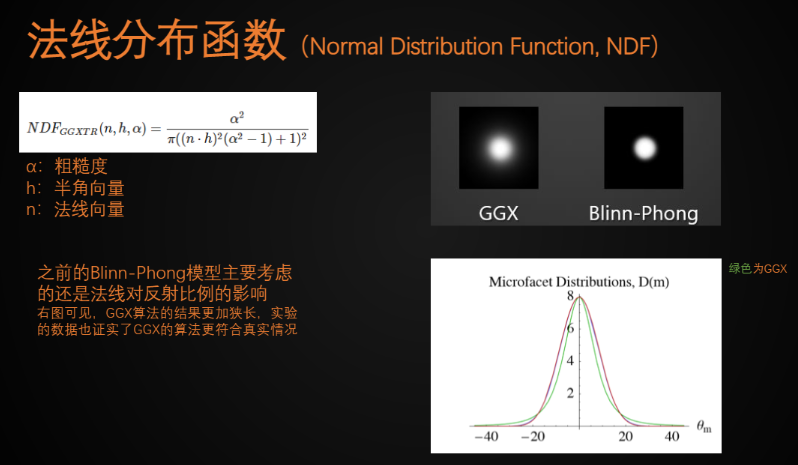 法线分布函数 (Normal Distribution Function, NDF)
NDF_{GGXTR}(n, h, α) = \frac{α^2}{π((n · h)^2(α^2 − 1) + 1)^2}
α：粗糙度
h：半角向量
n：法线向量
之前的Blinn-Phong模型主要考虑
的还是法线对反射比例的影响
右图可见，GGX算法的结果更加狭长，实验
的数据也证实了GGX的算法更符合真实情况
GGX Blinn-Phong
绿色为GGX
Microfacet Distributions, D(m)
8
6
4
2
−40 −20 20 40 θm